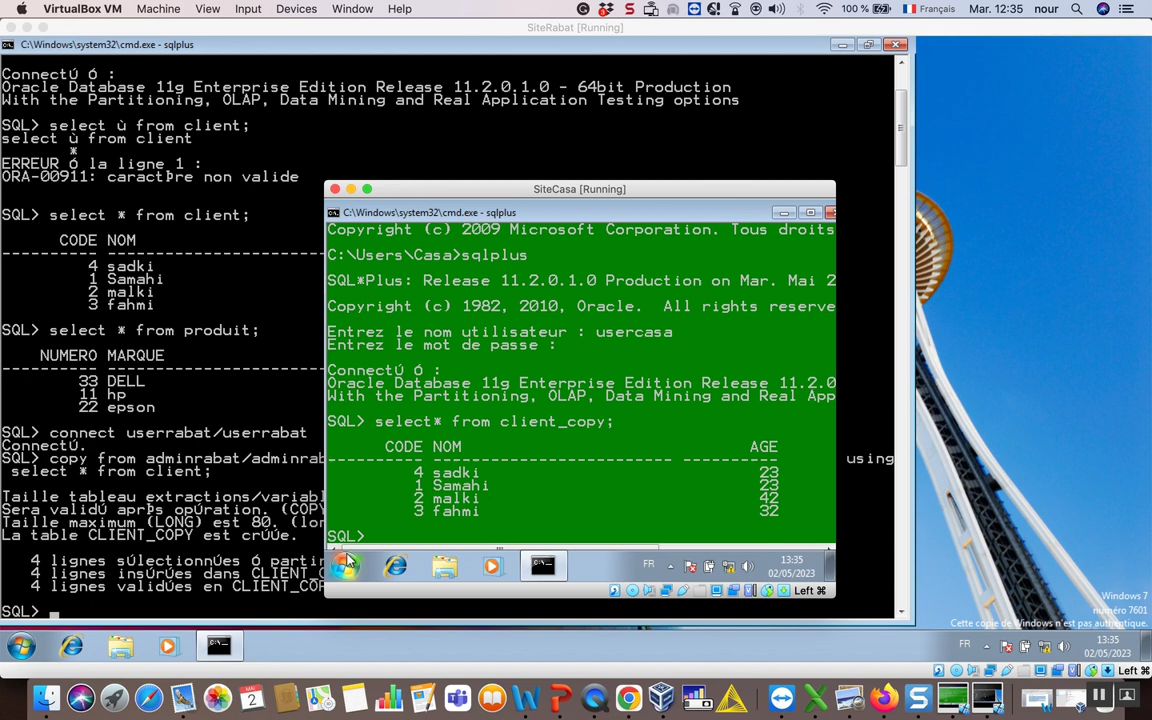 VirtualBox VM Machine View Input Devices Window Help 100 % Français Mar. 12:35 nour
SiteRabat [Running]
C:\Windows\system32\cmd.exe - sqlplus
Connectú ó :
Oracle Database 11g Enterprise Edition Release 11.2.0.1.0 - 64bit Production
With the Partitioning, OLAP, Data Mining and Real Application Testing options
SQL> select ù from client;
select ù from client
*
ERREUR ó la ligne 1 :
ORA-00911: caractÞre non valide
SQL> select * from client;
CODE NOM
4 sadki
1 Samahi
2 malki
3 fahmi
SQL> select * from produit;
NUMERO MARQUE
33 DELL
11 hp
22 epson
SQL> connect userrabat/userrabat
Connectú.
SQL> copy from adminrabat/adminrab
using
select * from client;
Taille tableau extractions/variabl
Sera validú aprÞs opúration. (COPY
Taille maximum (LONG) est 80. (lon
La table CLIENT_COPY est crúúe.
4 lignes súlectionnúes ó partir
4 lignes insúrúes dans CLIENT_C
4 lignes validúes en CLIENT_COP
SQL>
SiteCasa [Running]
C:\Windows\system32\cmd.exe - sqlplus
Copyright (c) 2009 Microsoft Corporation. Tous droits
C:\Users\Casa>sqlplus
SQL*Plus: Release 11.2.0.1.0 Production on Mar. Mai 2
Copyright (c) 1982, 2010, Oracle. All rights reserve
Entrez le nom utilisateur : usercasa
Entrez le mot de passe :
Connectú ó :
Oracle Database 11g Enterprise Edition Release 11.2.0
With the Partitioning, OLAP, Data Mining and Real App
SQL> select* from client_copy;
CODE NOM AGE
4 sadki 23
1 Samahi 23
2 malki 42
3 fahmi 32
SQL>
FR 13:35
02/05/2023
Left ⌘
Windows 7
numéro 7601
Cette copie de Windows n'est pas authentique.
FR 13:35
02/05/2023
Left ⌘